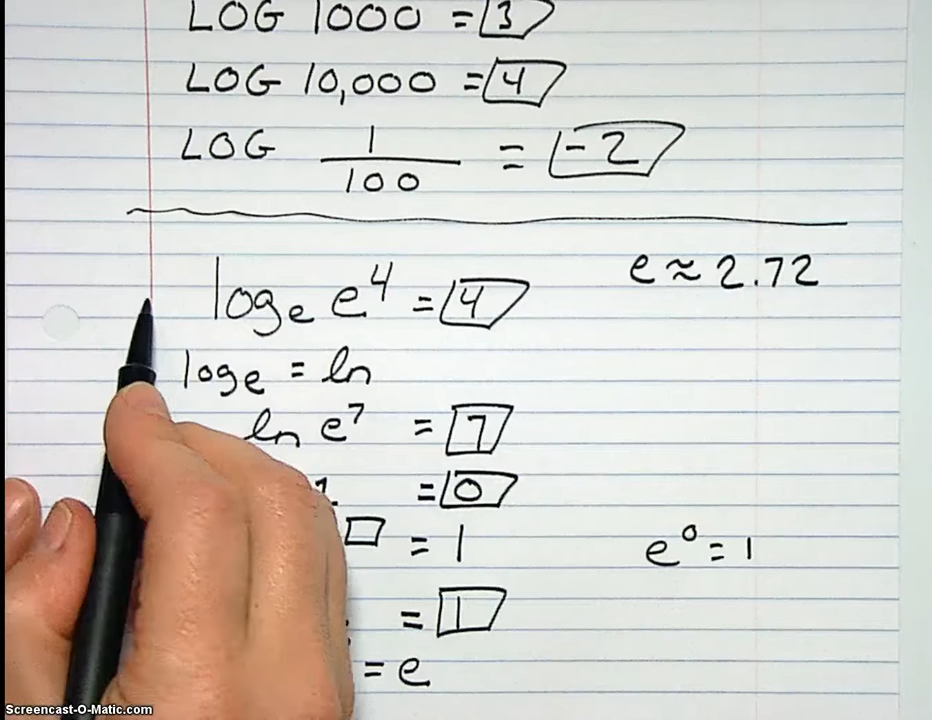 LOG 1000 = 3
LOG 10,000 = 4
LOG 1/100 = -2
e ≈ 2.72
logₑ e⁴ = 4
logₑ = ln
ln e⁷ = 7
= 0
□ = 1
e⁰ = 1
= 1
= e
Screencast-O-Matic.com